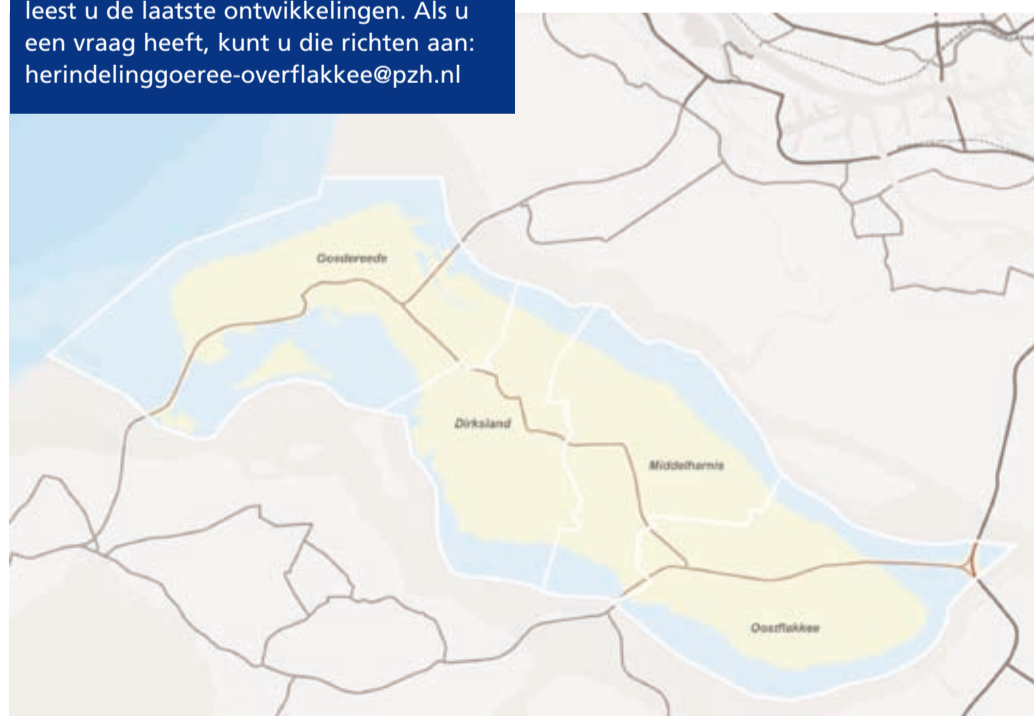 leest u de laatste ontwikkelingen. Als u
een vraag heeft, kunt u die richten aan:
herindelinggoeree-overflakkee@pzh.nl
Goedereede
Dirksland
Middelharnis
Oostflakkee